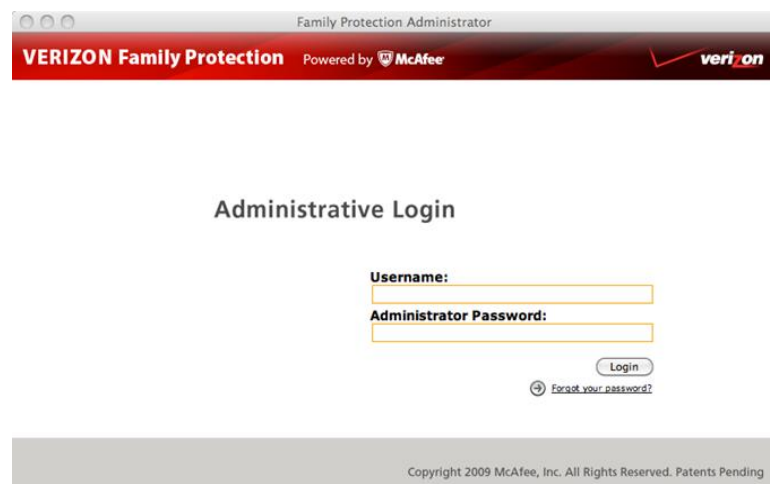 Family Protection Administrator
VERIZON Family Protection Powered by McAfee verizon
Administrative Login
Username:
Administrator Password:
Login
Forgot your password?
Copyright 2009 McAfee, Inc. All Rights Reserved. Patents Pending